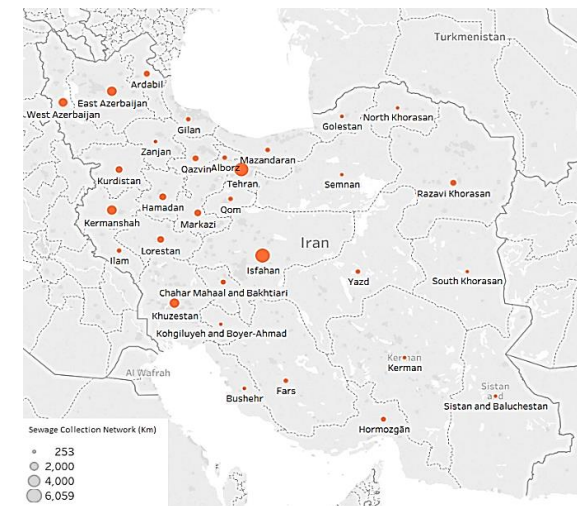 Turkmenistan
Ardabil
East Azerbaijan
West Azerbaijan
Gilan
Golestan
North Khorasan
Zanjan
Qazvin
Alborz
Mazandaran
Kurdistan
Tehran
Semnan
Razavi Khorasan
Hamadan
Qom
Kermanshah
Markazi
Iran
Ilam
Lorestan
Isfahan
Chahar Mahaal and Bakhtiari
Yazd
South Khorasan
Khuzestan
Kohgiluyeh and Boyer-Ahmad
Al Wafrah
Kerman
Kerman
Bushehr
Fars
Sistan
and
Sistan and Baluchestan
Hormozgān
Sewage Collection Network (Km)
253
2,000
4,000
6,059